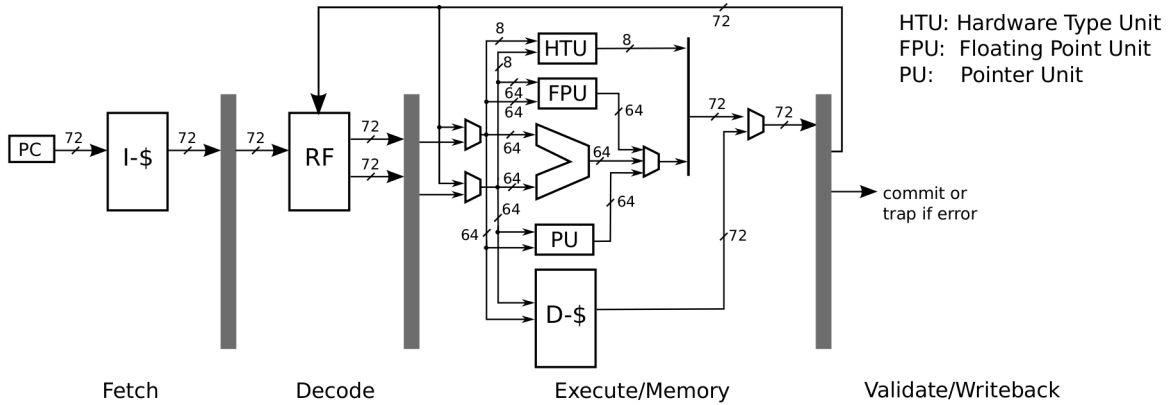 72
HTU: Hardware Type Unit
FPU: Floating Point Unit
PU: Pointer Unit
8
HTU
8
8
FPU
64
64
64
72
72
PC
72
I-$
72
72
RF
72
72
64
64
64
64
64
64
PU
72
D-$
commit or
trap if error
Fetch
Decode
Execute/Memory
Validate/Writeback